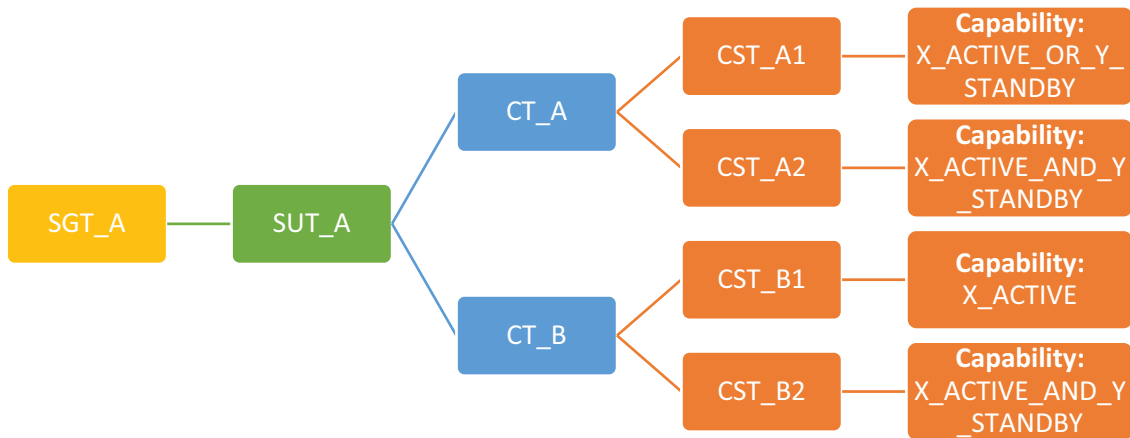 SGT_A
SUT_A
CT_A
CST_A1
Capability:
X_ACTIVE_OR_Y_
STANDBY
CST_A2
Capability:
X_ACTIVE_AND_Y
_STANDBY
CT_B
CST_B1
Capability:
X_ACTIVE
CST_B2
Capability:
X_ACTIVE_AND_Y
_STANDBY